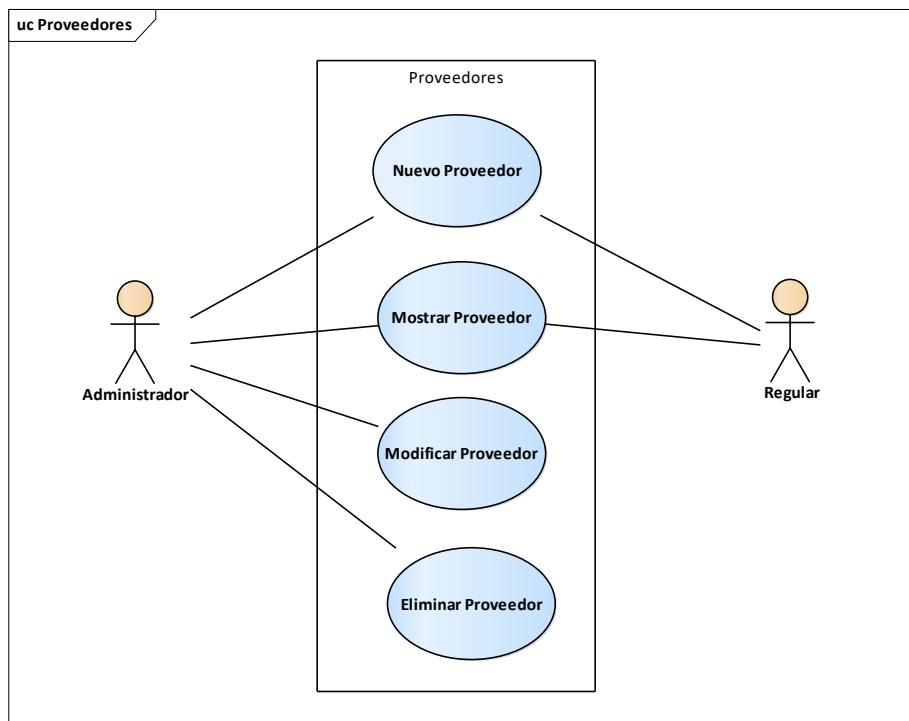 uc Proveedores
Proveedores
Nuevo Proveedor
Mostrar Proveedor
Administrador
Regular
Modificar Proveedor
Eliminar Proveedor